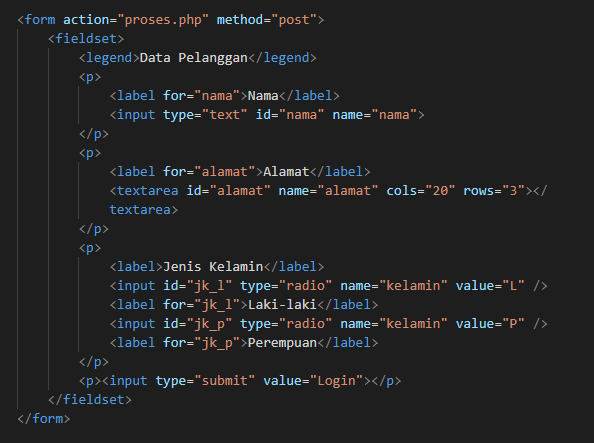 <form action="proses.php" method="post">
<fieldset>
<legend>Data Pelanggan</legend>
<p>
<label for="nama">Nama</label>
<input type="text" id="nama" name="nama">
</p>
<p>
<label for="alamat">Alamat</label>
<textarea id="alamat" name="alamat" cols="20" rows="3"></
textarea>
</p>
<p>
<label>Jenis Kelamin</label>
<input id="jk_l" type="radio" name="kelamin" value="L" />
<label for="jk_l">Laki-laki</label>
<input id="jk_p" type="radio" name="kelamin" value="P" />
<label for="jk_p">Perempuan</label>
</p>
<p><input type="submit" value="Login"></p>
</fieldset>
</form>